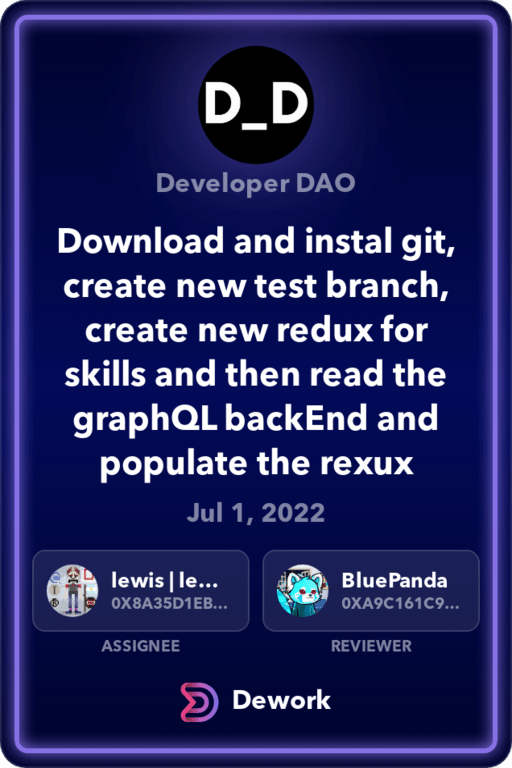 D_D
Developer DAO
Download and instal git,
create new test branch,
create new redux for
skills and then read the
graphQL backEnd and
populate the rexux
Jul 1, 2022
lewis | le...
0X8A35D1EB...
BluePanda
0XA9C161C9...
ASSIGNEE
REVIEWER
Dework